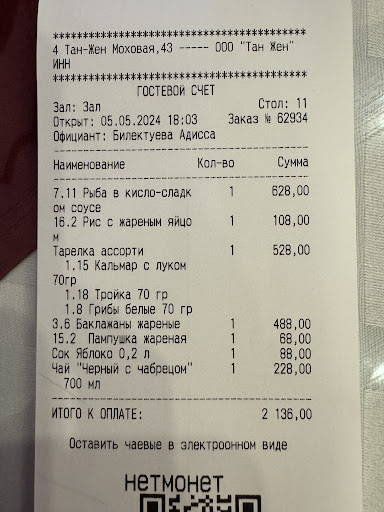 ****************************************
4 Тан-Жен Моховая,43 ----- ООО "Тан Жен"
ИНН
****************************************
ГОСТЕВОЙ СЧЕТ
Зал: Зал Стол: 11
Открыт: 05.05.2024 18:03 Заказ № 62934
Официант: Билектуева Адисса
Наименование Кол-во Сумма
7.11 Рыба в кисло-сладк 1 628,00
ом соусе
16.2 Рис с жареным яйцо 1 108,00
м
Тарелка ассорти 1 528,00
1.15 Кальмар с луком
70гр
1.18 Тройка 70 гр
1.8 Грибы белые 70 гр
3.6 Баклажаны жареные 1 488,00
15.2 Пампушка жареная 1 68,00
Сок Яблоко 0,2 л 1 88,00
Чай "Черный с чабрецом" 1 228,00
700 мл
ИТОГО К ОПЛАТЕ: 2 136,00
Оставить чаевые в электроонном виде
нетмонет